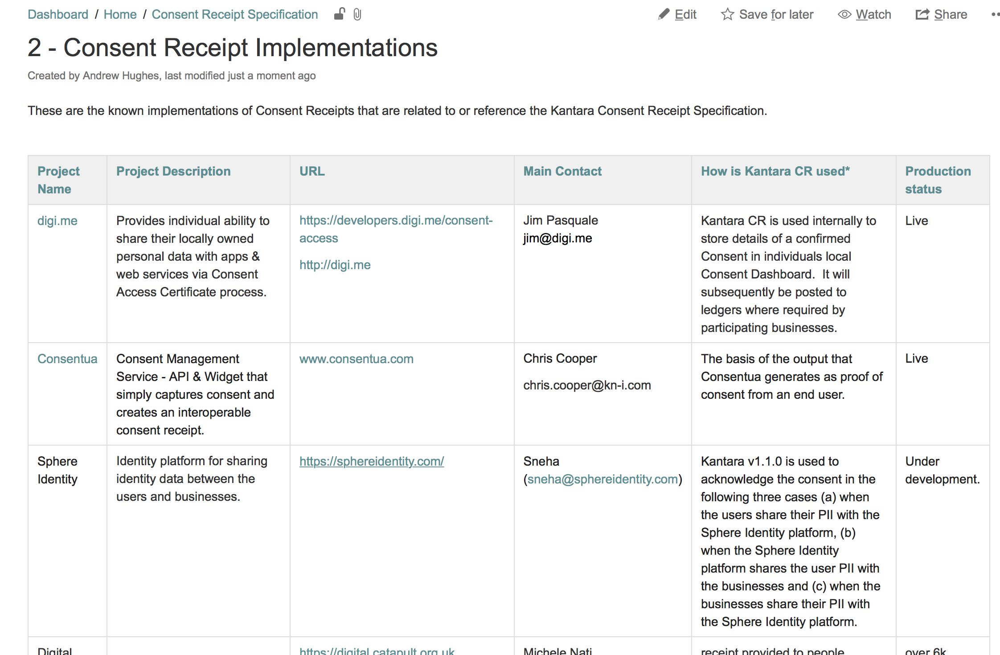 Dashboard / Home / Consent Receipt Specification
Edit Save for later Watch Share
2 - Consent Receipt Implementations
Created by Andrew Hughes, last modified just a moment ago
These are the known implementations of Consent Receipts that are related to or reference the Kantara Consent Receipt Specification.
Project
Name
Project Description
URL
Main Contact
How is Kantara CR used*
Production
status
digi.me
Provides individual ability to
share their locally owned
personal data with apps &
web services via Consent
Access Certificate process.
https://developers.digi.me/consent-
access
http://digi.me
Jim Pasquale
jim@digi.me
Kantara CR is used internally to
store details of a confirmed
Consent in individuals local
Consent Dashboard.  It will
subsequently be posted to
ledgers where required by
participating businesses.
Live
Consentua
Consent Management
Service - API & Widget that
simply captures consent and
creates an interoperable
consent receipt.
www.consentua.com
Chris Cooper
chris.cooper@kn-i.com
The basis of the output that
Consentua generates as proof of
consent from an end user.
Live
Sphere
Identity
Identity platform for sharing
identity data between the
users and businesses.
https://sphereidentity.com/
Sneha
(sneha@sphereidentity.com)
Kantara v1.1.0 is used to
acknowledge the consent in the
following three cases (a) when
the users share their PII with the
Sphere Identity platform, (b)
when the Sphere Identity
platform shares the user PII with
the businesses and (c) when the
businesses share their PII with
the Sphere Identity platform.
Under
development.
Digital
https://digital.catapult.org.uk
Michele Nati
receipt provided to people
over 6k